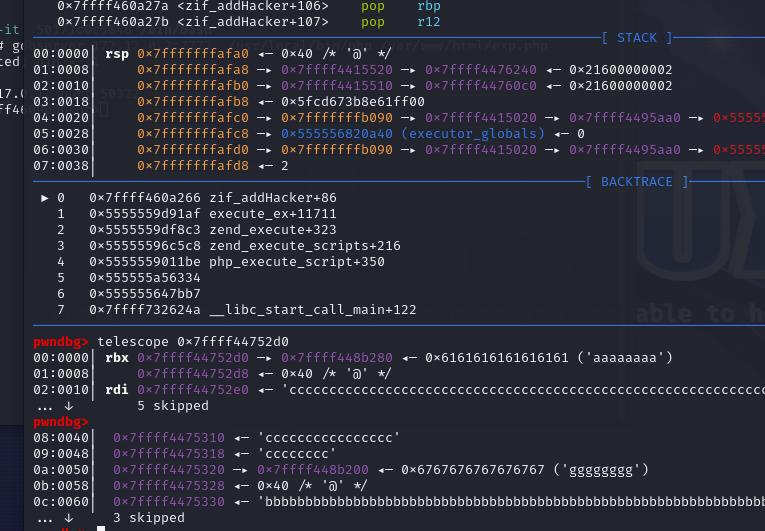 0×7ffff460a27a <zif_addHacker+106>    pop    rbp
   0×7ffff460a27b <zif_addHacker+107>    pop    r12
[ STACK ]
00:0000│ rsp 0×7fffffffafa0 ◂— 0×40 /* '@' */
01:0008│     0×7fffffffafa8 —▸ 0×7ffff4415520 —▸ 0×7ffff4476240 ◂— 0×21600000002
02:0010│     0×7fffffffafb0 —▸ 0×7ffff4415510 —▸ 0×7ffff44760c0 ◂— 0×21600000002
03:0018│     0×7fffffffafb8 ◂— 0×5fcd673b8e61ff00
04:0020│     0×7fffffffafc0 —▸ 0×7fffffffb090 —▸ 0×7ffff4415020 —▸ 0×7ffff4495aa0 —▸ 0×55555
05:0028│     0×7fffffffafc8 —▸ 0×555556820a40 (executor_globals) ◂— 0
06:0030│     0×7fffffffafd0 —▸ 0×7fffffffb090 —▸ 0×7ffff4415020 —▸ 0×7ffff4495aa0 —▸ 0×55555
07:0038│     0×7fffffffafd8 ◂— 2
[ BACKTRACE ]
 ► 0   0×7ffff460a266 zif_addHacker+86
   1   0×5555559d91af execute_ex+11711
   2   0×5555559df8c3 zend_execute+323
   3   0×55555596c5c8 zend_execute_scripts+216
   4   0×5555559011be php_execute_script+350
   5   0×555555a56334
   6   0×555555647bb7
   7   0×7ffff732624a __libc_start_call_main+122
pwndbg> telescope 0×7ffff44752d0
00:0000│ rbx 0×7ffff44752d0 —▸ 0×7ffff448b280 ◂— 0×6161616161616161 ('aaaaaaaa')
01:0008│     0×7ffff44752d8 ◂— 0×40 /* '@' */
02:0010│ rdi 0×7ffff44752e0 ◂— 'cccccccccccccccccccccccccccccccccccccccccccccccccccccccc
... ↓        5 skipped
pwndbg>
08:0040│  0×7ffff4475310 ◂— 'cccccccccccccccc'
09:0048│  0×7ffff4475318 ◂— 'cccccccc'
0a:0050│  0×7ffff4475320 —▸ 0×7ffff448b200 ◂— 0×6767676767676767 ('gggggggg')
0b:0058│  0×7ffff4475328 ◂— 0×40 /* '@' */
0c:0060│  0×7ffff4475330 ◂— 'bbbbbbbbbbbbbbbbbbbbbbbbbbbbbbbbbbbbbbbbbbbbbbbbbbbbbbbb
... ↓     3 skipped